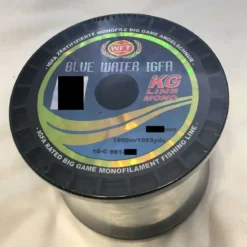 IGFA ZERTIFIZIERTE MONOFILE BIG GAME ANGELSCHNUR
WFT
BLUE WATER IGFA
KG
LINE
MONO
1000m/1093yds
IGFA RATED BIG GAME MONOFILAMENT FISHING LINE